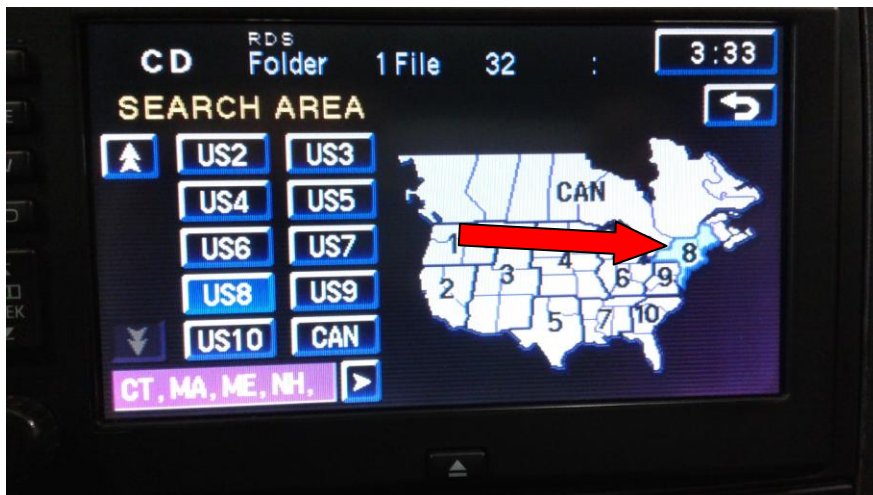 RDS
CD Folder 1 File 32 : 3:33
SEARCH AREA
US2 US3
US4 US5
US6 US7
US8 US9
US10 CAN
CT, MA, ME, NH,
CAN
1
2
3
4
5
6
7
8
9
10